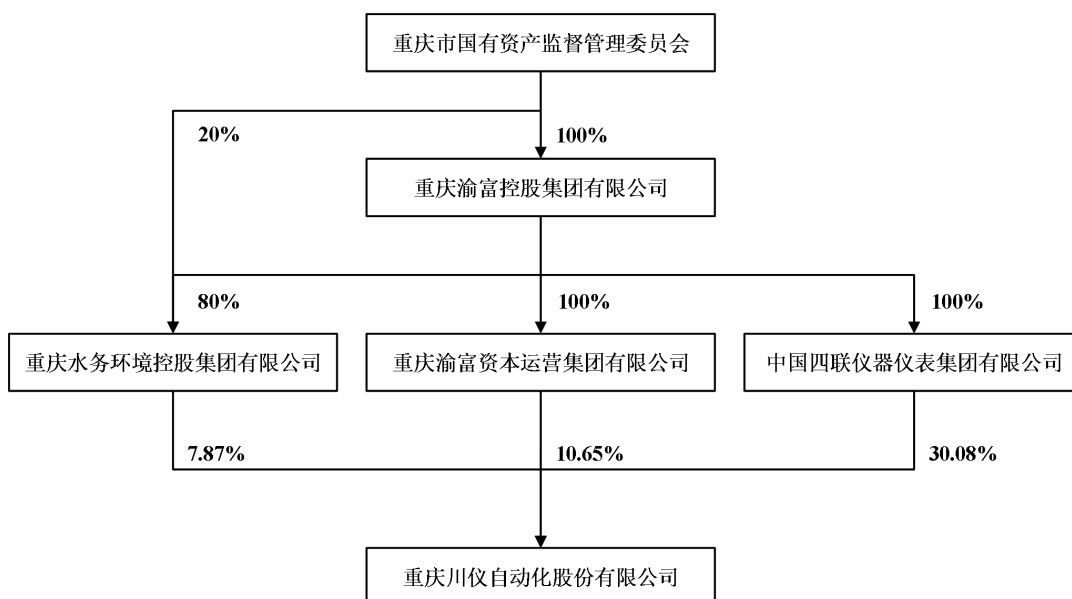 重庆市国有资产监督管理委员会
20%
100%
重庆渝富控股集团有限公司
80%
100%
100%
重庆水务环境控股集团有限公司
重庆渝富资本运营集团有限公司
中国四联仪器仪表集团有限公司
7.87%
10.65%
30.08%
重庆川仪自动化股份有限公司